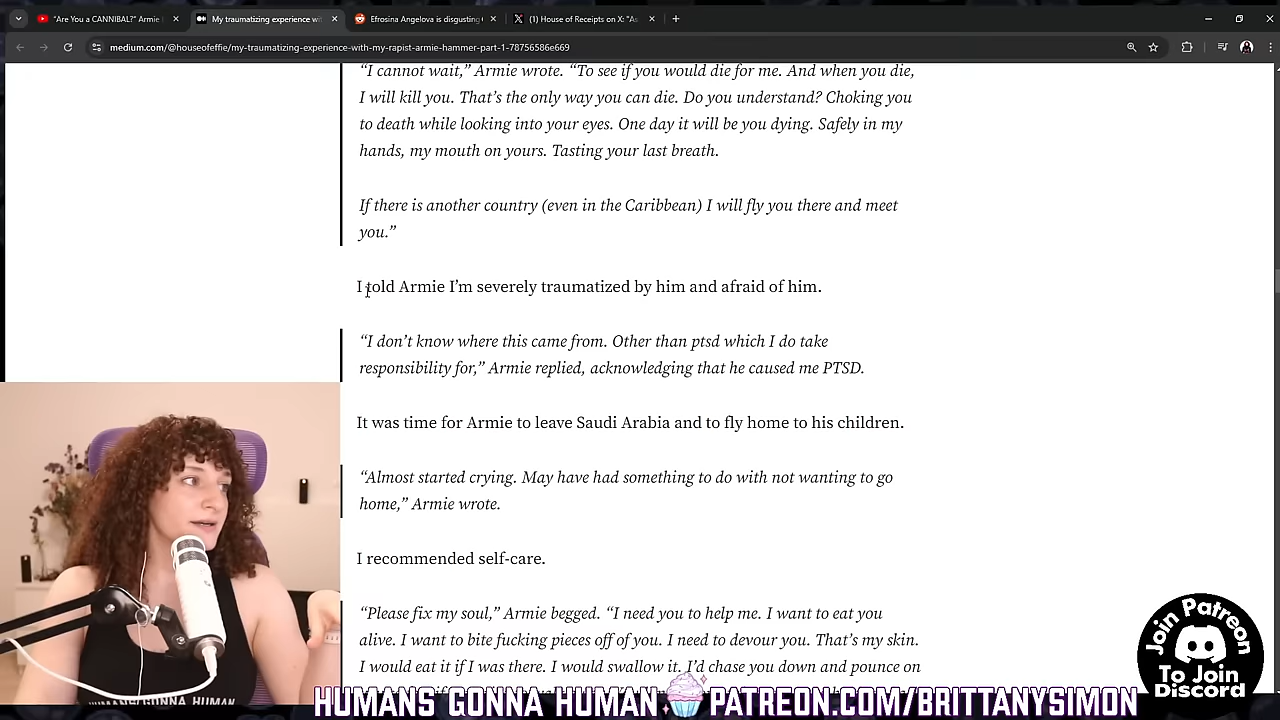 "Are You a CANNIBAL?" Armie
My traumatizing experience wi
Efrosina Angelova is disgusting
(1) House of Receipts on X: "As
medium.com/@houseofeffie/my-traumatizing-experience-with-my-rapist-armie-hammer-part-1-78756586e669
“I cannot wait,” Armie wrote. “To see if you would die for me. And when you die,
I will kill you. That’s the only way you can die. Do you understand? Choking you
to death while looking into your eyes. One day it will be you dying. Safely in my
hands, my mouth on yours. Tasting your last breath.
If there is another country (even in the Caribbean) I will fly you there and meet
you.”
I told Armie I’m severely traumatized by him and afraid of him.
“I don’t know where this came from. Other than ptsd which I do take
responsibility for,” Armie replied, acknowledging that he caused me PTSD.
It was time for Armie to leave Saudi Arabia and to fly home to his children.
“Almost started crying. May have had something to do with not wanting to go
home,” Armie wrote.
I recommended self-care.
“Please fix my soul,” Armie begged. “I need you to help me. I want to eat you
alive. I want to bite fucking pieces off of you. I need to devour you. That’s my skin.
I would eat it if I was there. I would swallow it. I’d chase you down and pounce on
Join Patreon
To Join
Discord
HUMANS GONNA HUMAN
HUMANS GONNA HUMAN PATREON.COM/BRITTANYSIMON